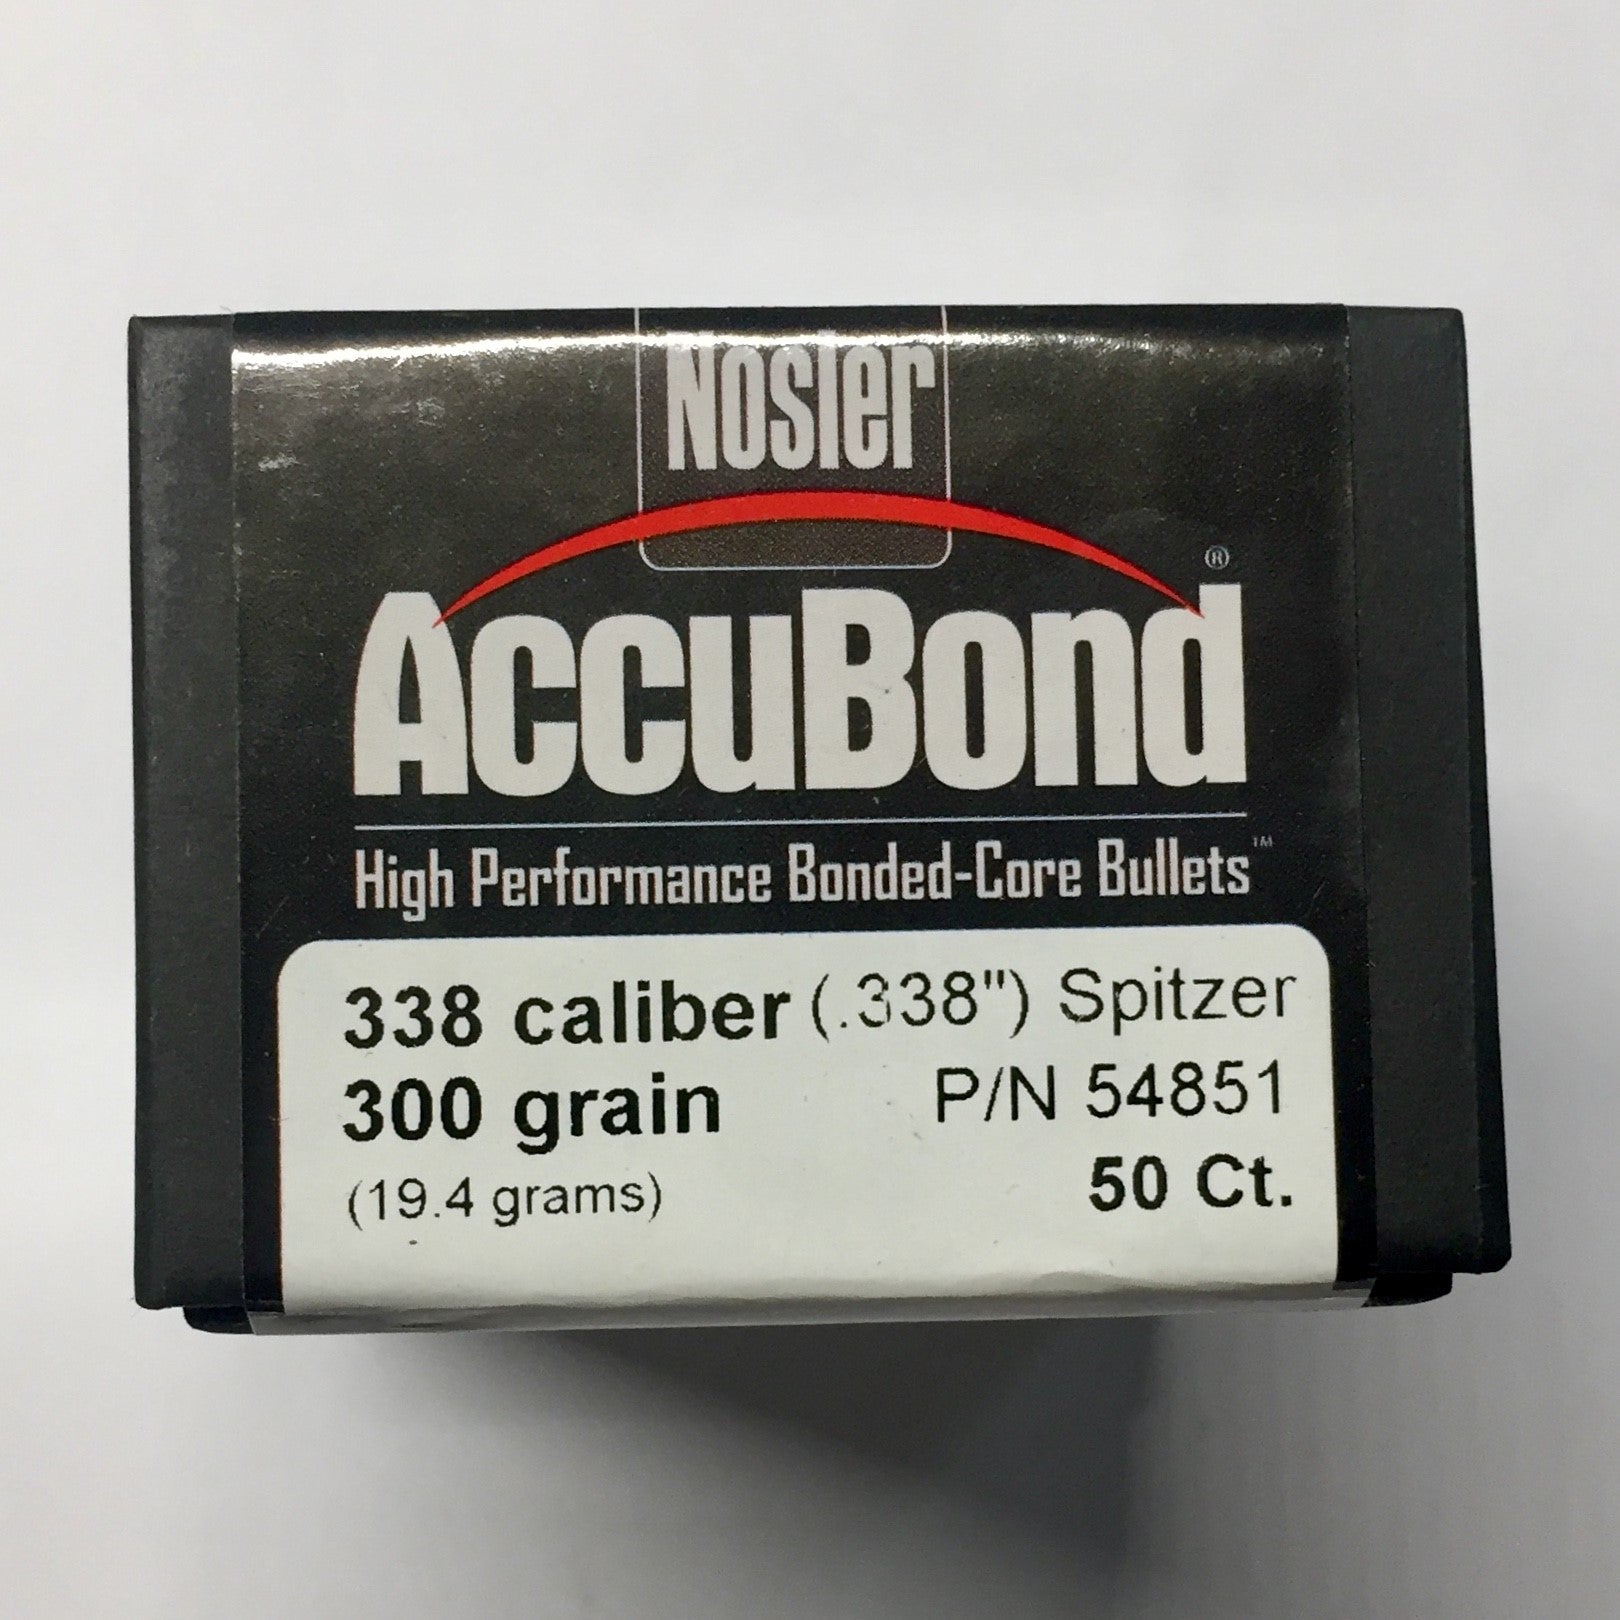 Nosler
AccuBond®
High Performance Bonded-Core Bullets™
338 caliber (.338") Spitzer
300 grain P/N 54851
(19.4 grams) 50 Ct.